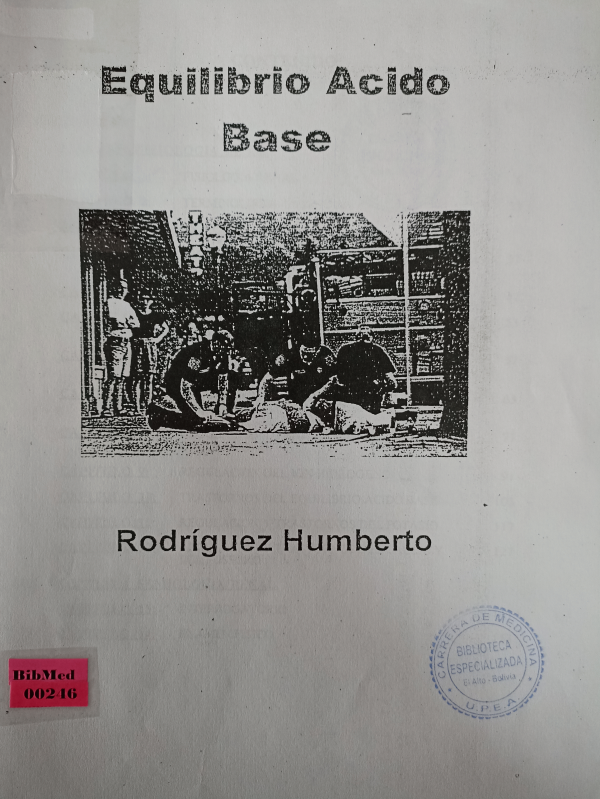 Equilibrio Acido
Base
Rodríguez Humberto
CARRERA DE MEDICINA
BIBLIOTECA
ESPECIALIZADA
El Alto - Bolivia
U.P.E.A
BibMed
00246